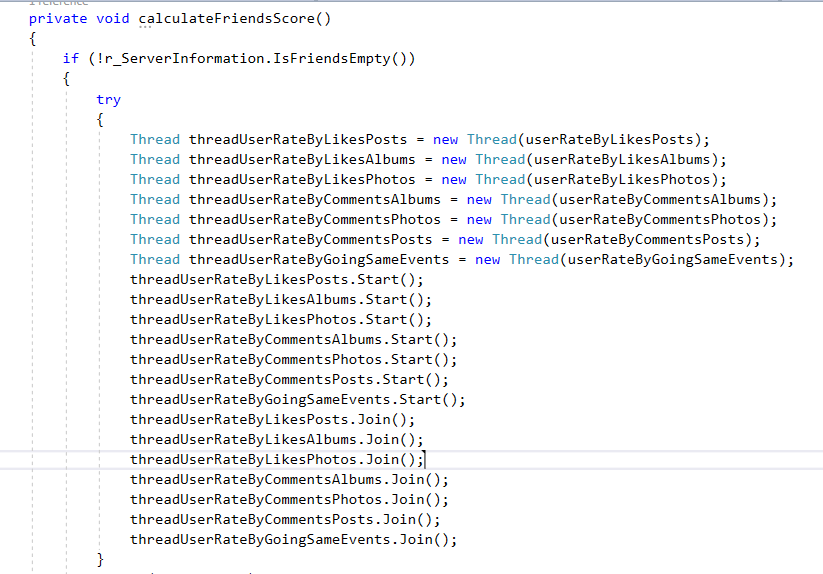 1 reference
private void calculateFriendsScore()
{
if (!r_ServerInformation.IsFriendsEmpty())
{
try
{
Thread threadUserRateByLikesPosts = new Thread(userRateByLikesPosts);
Thread threadUserRateByLikesAlbums = new Thread(userRateByLikesAlbums);
Thread threadUserRateByLikesPhotos = new Thread(userRateByLikesPhotos);
Thread threadUserRateByCommentsAlbums = new Thread(userRateByCommentsAlbums);
Thread threadUserRateByCommentsPhotos = new Thread(userRateByCommentsPhotos);
Thread threadUserRateByCommentsPosts = new Thread(userRateByCommentsPosts);
Thread threadUserRateByGoingSameEvents = new Thread(userRateByGoingSameEvents);
threadUserRateByLikesPosts.Start();
threadUserRateByLikesAlbums.Start();
threadUserRateByLikesPhotos.Start();
threadUserRateByCommentsAlbums.Start();
threadUserRateByCommentsPhotos.Start();
threadUserRateByCommentsPosts.Start();
threadUserRateByGoingSameEvents.Start();
threadUserRateByLikesPosts.Join();
threadUserRateByLikesAlbums.Join();
threadUserRateByLikesPhotos.Join();
threadUserRateByCommentsAlbums.Join();
threadUserRateByCommentsPhotos.Join();
threadUserRateByCommentsPosts.Join();
threadUserRateByGoingSameEvents.Join();
}